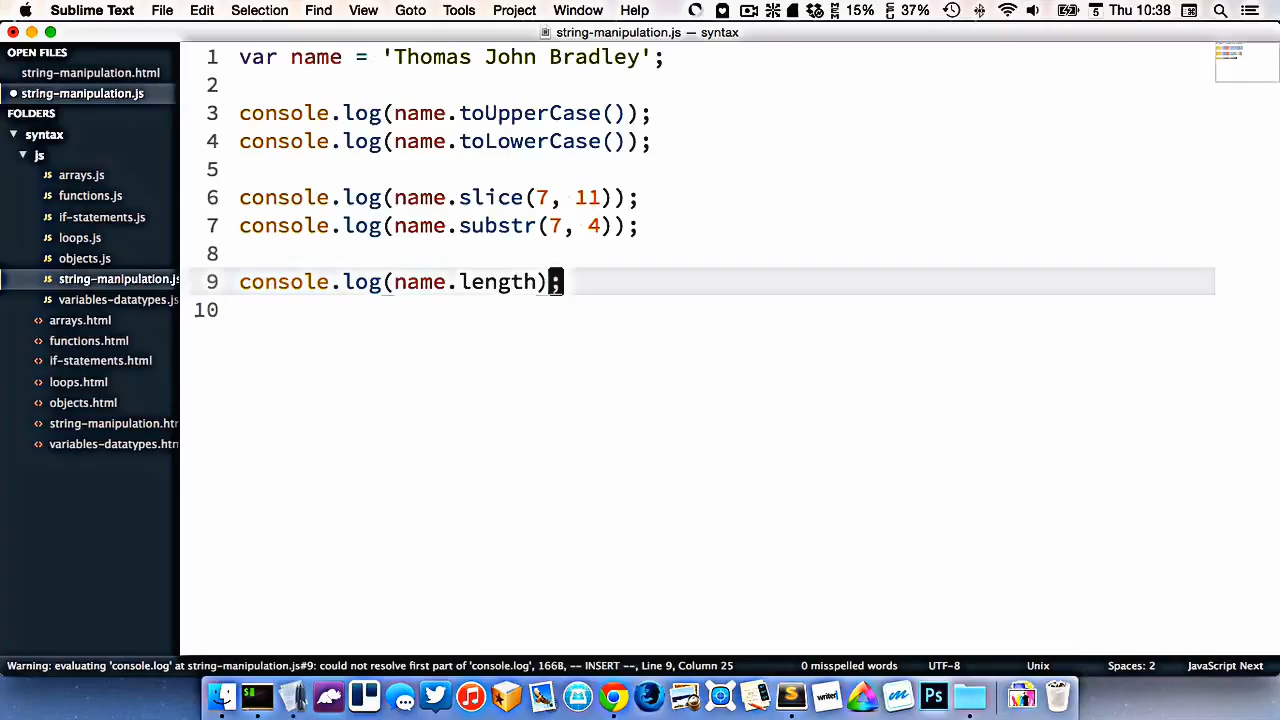 Sublime Text File Edit Selection Find View Goto Tools Project Window Help 15% 37% 5 Thu 10:38
string-manipulation.js — syntax
OPEN FILES
string-manipulation.html
string-manipulation.js
FOLDERS
syntax
js
arrays.js
functions.js
if-statements.js
loops.js
objects.js
string-manipulation.js
variables-datatypes.js
arrays.html
functions.html
if-statements.html
loops.html
objects.html
string-manipulation.htm
variables-datatypes.htm
1 var name = 'Thomas John Bradley';
2
3 console.log(name.toUpperCase());
4 console.log(name.toLowerCase());
5
6 console.log(name.slice(7, 11));
7 console.log(name.substr(7, 4));
8
9 console.log(name.length);
10
Warning: evaluating 'console.log' at string-manipulation.js#9: could not resolve first part of 'console.log', 166B, -- INSERT --, Line 9, Column 25 0 misspelled words UTF-8 Unix Spaces: 2 JavaScript Next
writer
Ps